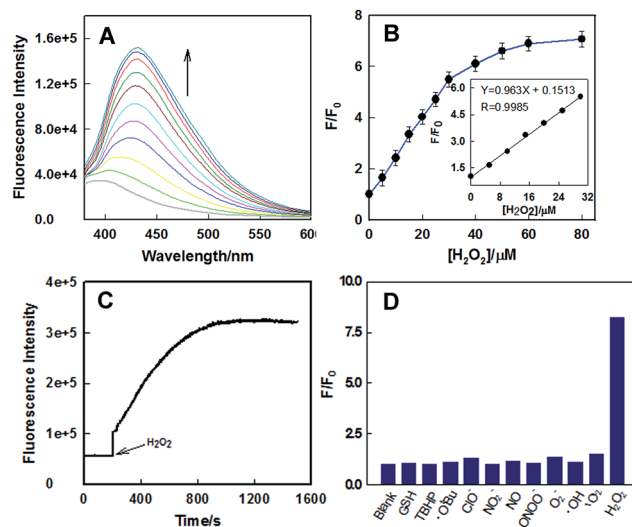 A
Fluorescence Intensity
1.6e+5
1.2e+5
8.0e+4
4.0e+4
0.0
400
450
500
550
600
Wavelength/nm
B
F/F₀
8
6
4
2
0
0
20
40
60
80
[H₂O₂]/μM
Y=0.963X + 0.1513
R=0.9985
F/F₀
6.0
4.5
3.0
1.5
0
8
16
24
32
[H₂O₂]/μM
C
Fluorescence Intensity
4e+5
3e+5
2e+5
1e+5
0
0
400
800
1200
1600
H₂O₂
Time/s
D
F/F₀
10.0
7.5
5.0
2.5
0.0
Blank
GSH
TBHP
·OᵗBu
ClO⁻
NO₂⁻
NO
ONOO⁻
O₂⁻
·OH
¹O₂
H₂O₂